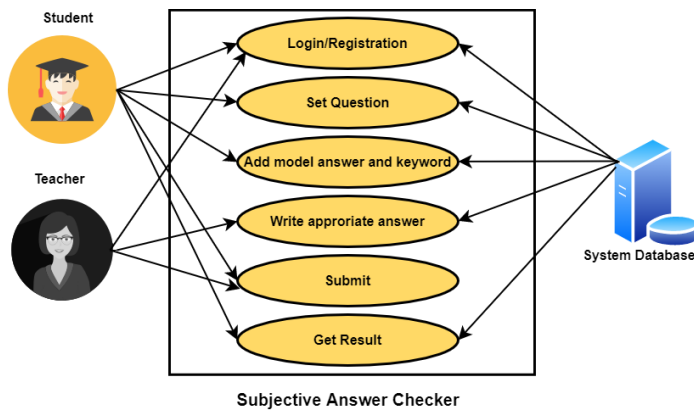 Student
Login/Registration
Set Question
Add model answer and keyword
Teacher
Write approriate answer
System Database
Submit
Get Result
Subjective Answer Checker